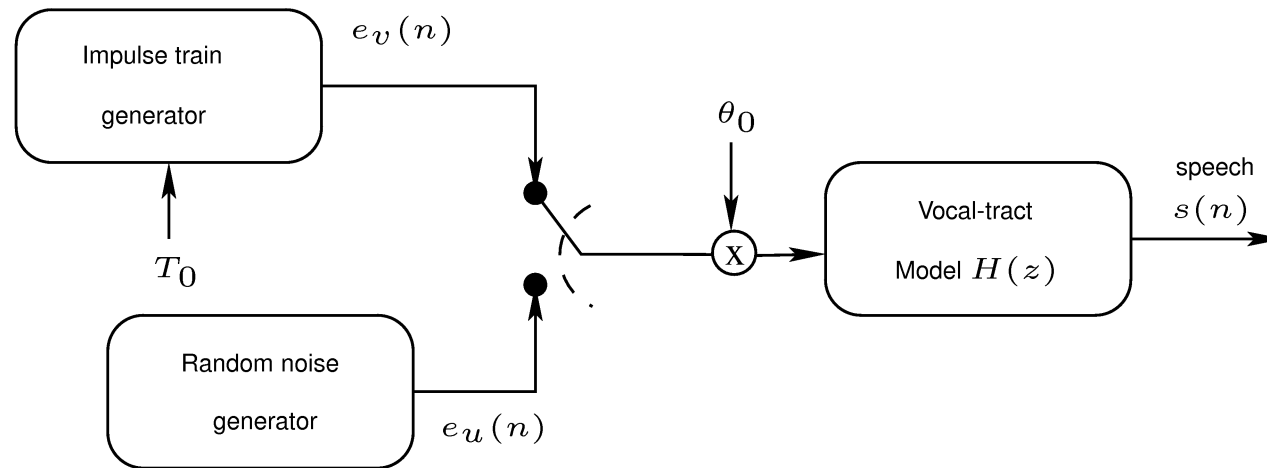 Impulse train
generator
e_v(n)
T_0
θ_0
X
speech
s(n)
Vocal-tract
Model H(z)
Random noise
generator
e_u(n)